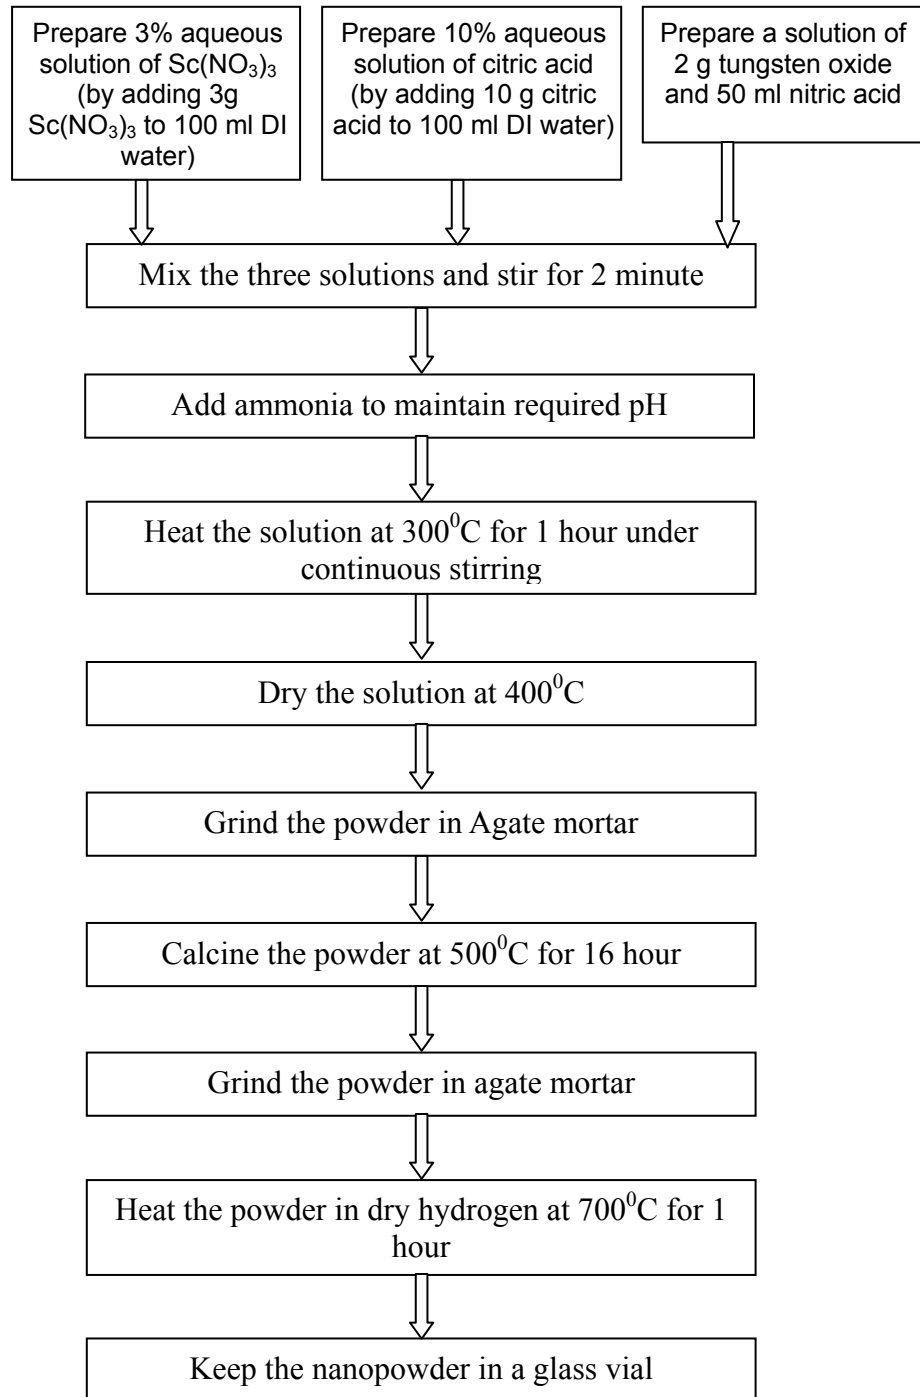 Prepare 3% aqueous
solution of Sc(NO₃)₃
(by adding 3g
Sc(NO₃)₃ to 100 ml DI
water)
Prepare 10% aqueous
solution of citric acid
(by adding 10 g citric
acid to 100 ml DI water)
Prepare a solution of
2 g tungsten oxide
and 50 ml nitric acid
Mix the three solutions and stir for 2 minute
Add ammonia to maintain required pH
Heat the solution at 300⁰C for 1 hour under
continuous stirring
Dry the solution at 400⁰C
Grind the powder in Agate mortar
Calcine the powder at 500⁰C for 16 hour
Grind the powder in agate mortar
Heat the powder in dry hydrogen at 700⁰C for 1
hour
Keep the nanopowder in a glass vial